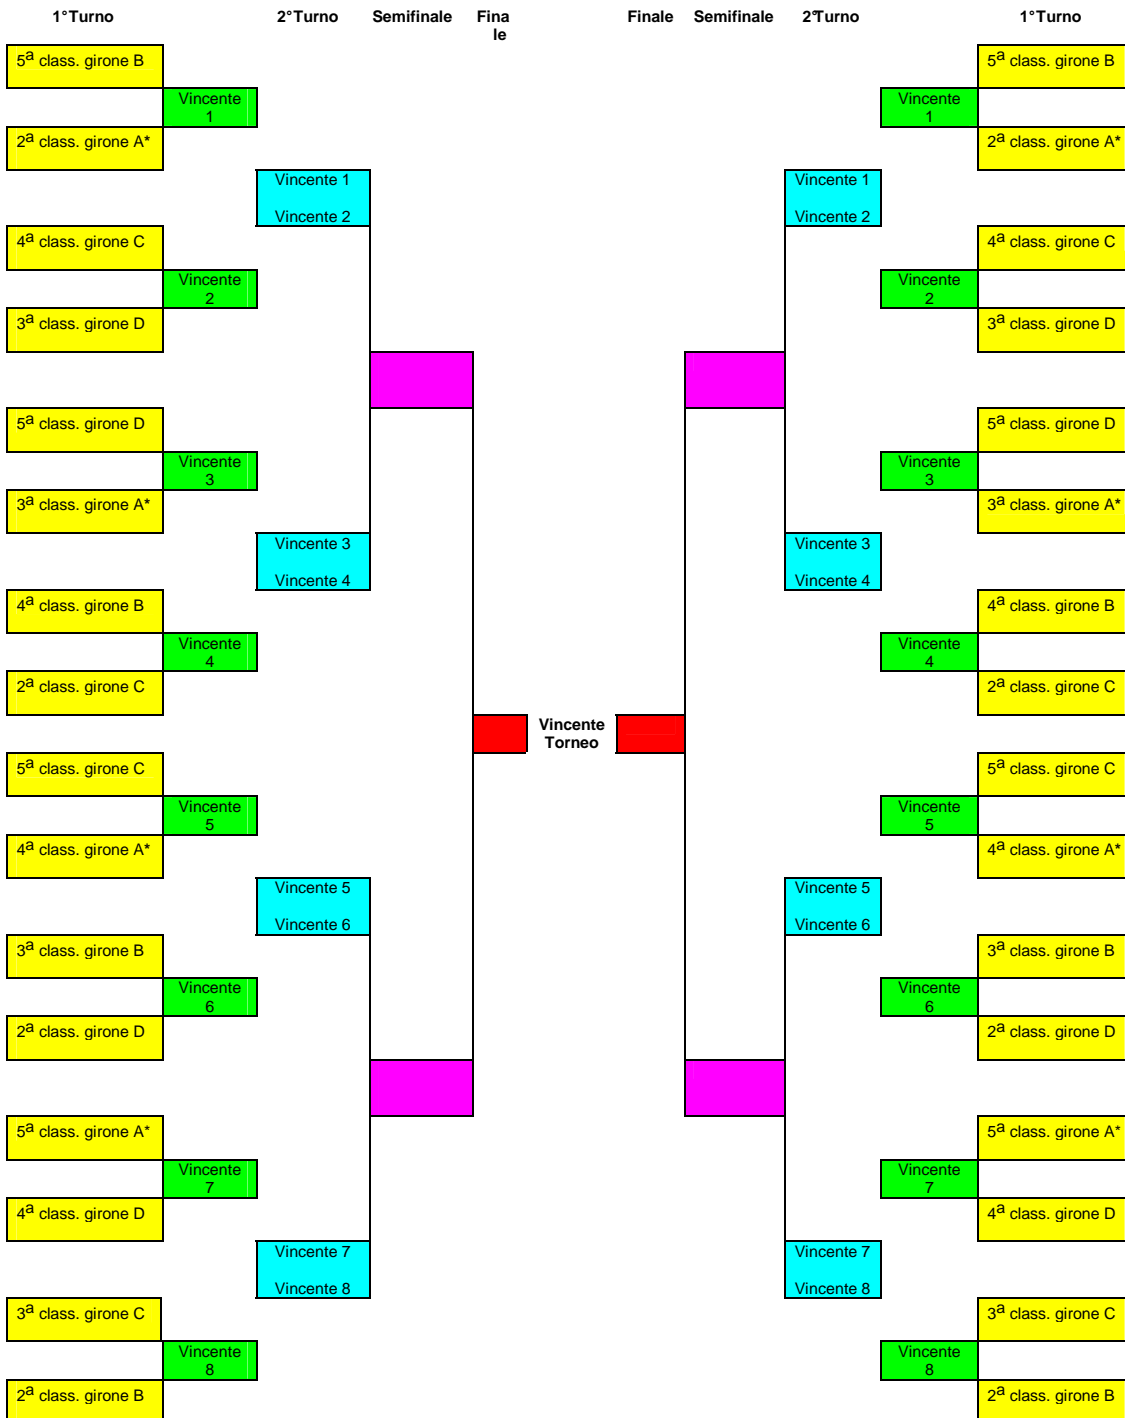 1°Turno 2°Turno Semifinale Fina Finale Semifinale 2°Turno 1°Turno
le
5ª class. girone B 5ª class. girone B
Vincente Vincente
1 1
2ª class. girone A* 2ª class. girone A*
Vincente 1 Vincente 1
Vincente 2 Vincente 2
4ª class. girone C 4ª class. girone C
Vincente Vincente
2 2
3ª class. girone D 3ª class. girone D
5ª class. girone D 5ª class. girone D
Vincente Vincente
3 3
3ª class. girone A* 3ª class. girone A*
Vincente 3 Vincente 3
Vincente 4 Vincente 4
4ª class. girone B 4ª class. girone B
Vincente Vincente
4 4
2ª class. girone C 2ª class. girone C
Vincente
Torneo
5ª class. girone C 5ª class. girone C
Vincente Vincente
5 5
4ª class. girone A* 4ª class. girone A*
Vincente 5 Vincente 5
Vincente 6 Vincente 6
3ª class. girone B 3ª class. girone B
Vincente Vincente
6 6
2ª class. girone D 2ª class. girone D
5ª class. girone A* 5ª class. girone A*
Vincente Vincente
7 7
4ª class. girone D 4ª class. girone D
Vincente 7 Vincente 7
Vincente 8 Vincente 8
3ª class. girone C 3ª class. girone C
Vincente Vincente
8 8
2ª class. girone B 2ª class. girone B